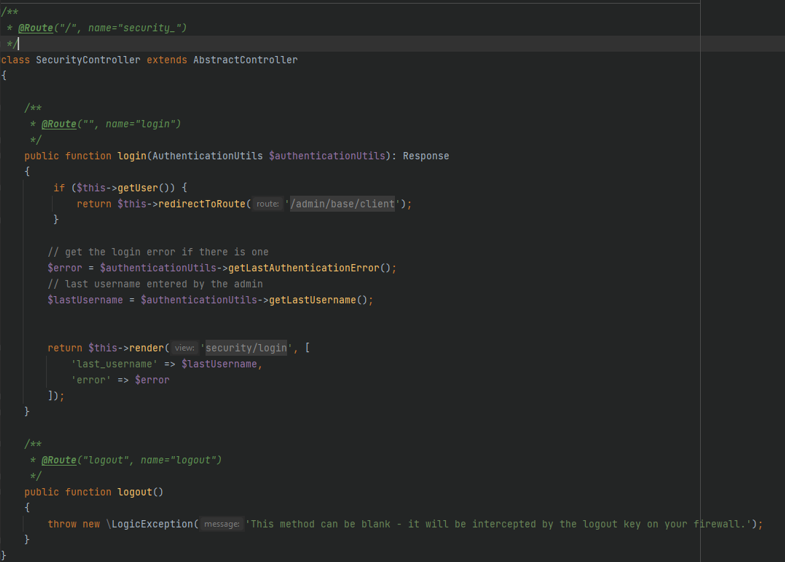 /**
 * @Route("/", name="security_")
 */
class SecurityController extends AbstractController
{
    /**
     * @Route("", name="login")
     */
    public function login(AuthenticationUtils $authenticationUtils): Response
    {
         if ($this->getUser()) {
             return $this->redirectToRoute( route: '/admin/base/client');
         }
        // get the login error if there is one
        $error = $authenticationUtils->getLastAuthenticationError();
        // last username entered by the admin
        $lastUsername = $authenticationUtils->getLastUsername();
        return $this->render( view: 'security/login', [
            'last_username' => $lastUsername,
            'error' => $error
        ]);
    }
    /**
     * @Route("logout", name="logout")
     */
    public function logout()
    {
        throw new \LogicException( message: 'This method can be blank - it will be intercepted by the logout key on your firewall.');
    }
}